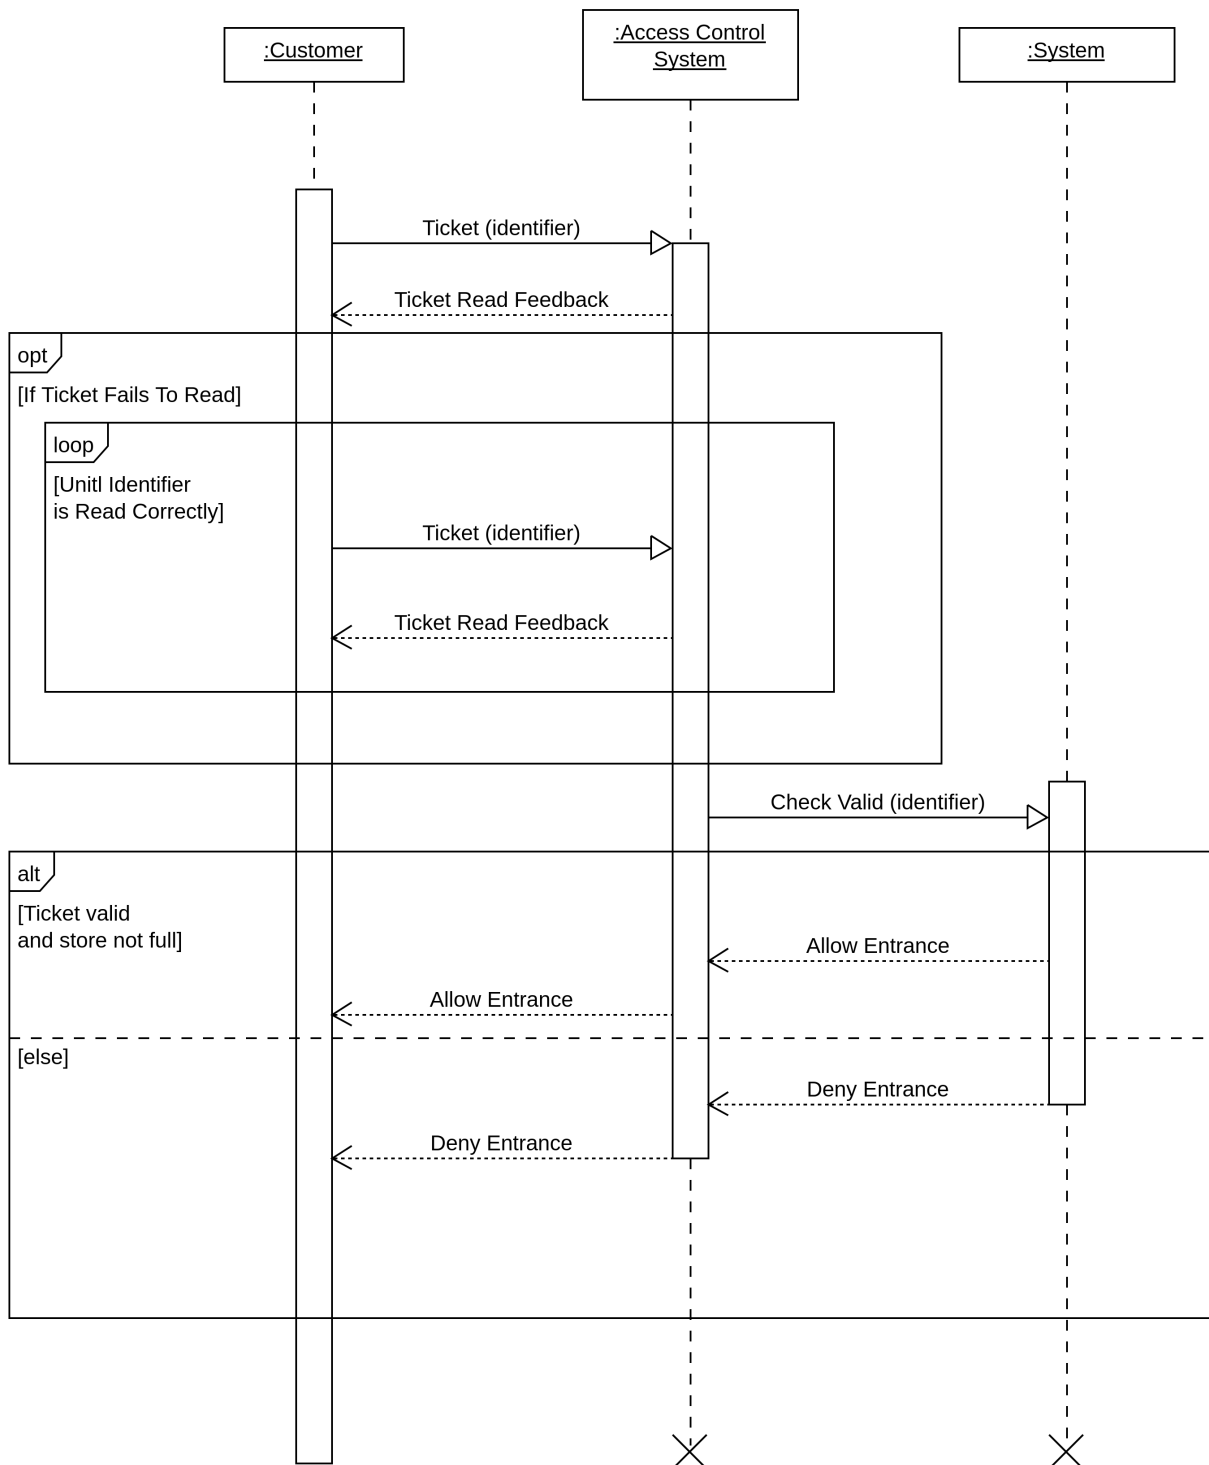 :Customer
:Access Control
System
:System
Ticket (identifier)
Ticket Read Feedback
opt
[If Ticket Fails To Read]
loop
[Unitl Identifier
is Read Correctly]
Ticket (identifier)
Ticket Read Feedback
Check Valid (identifier)
alt
[Ticket valid
and store not full]
Allow Entrance
Allow Entrance
[else]
Deny Entrance
Deny Entrance